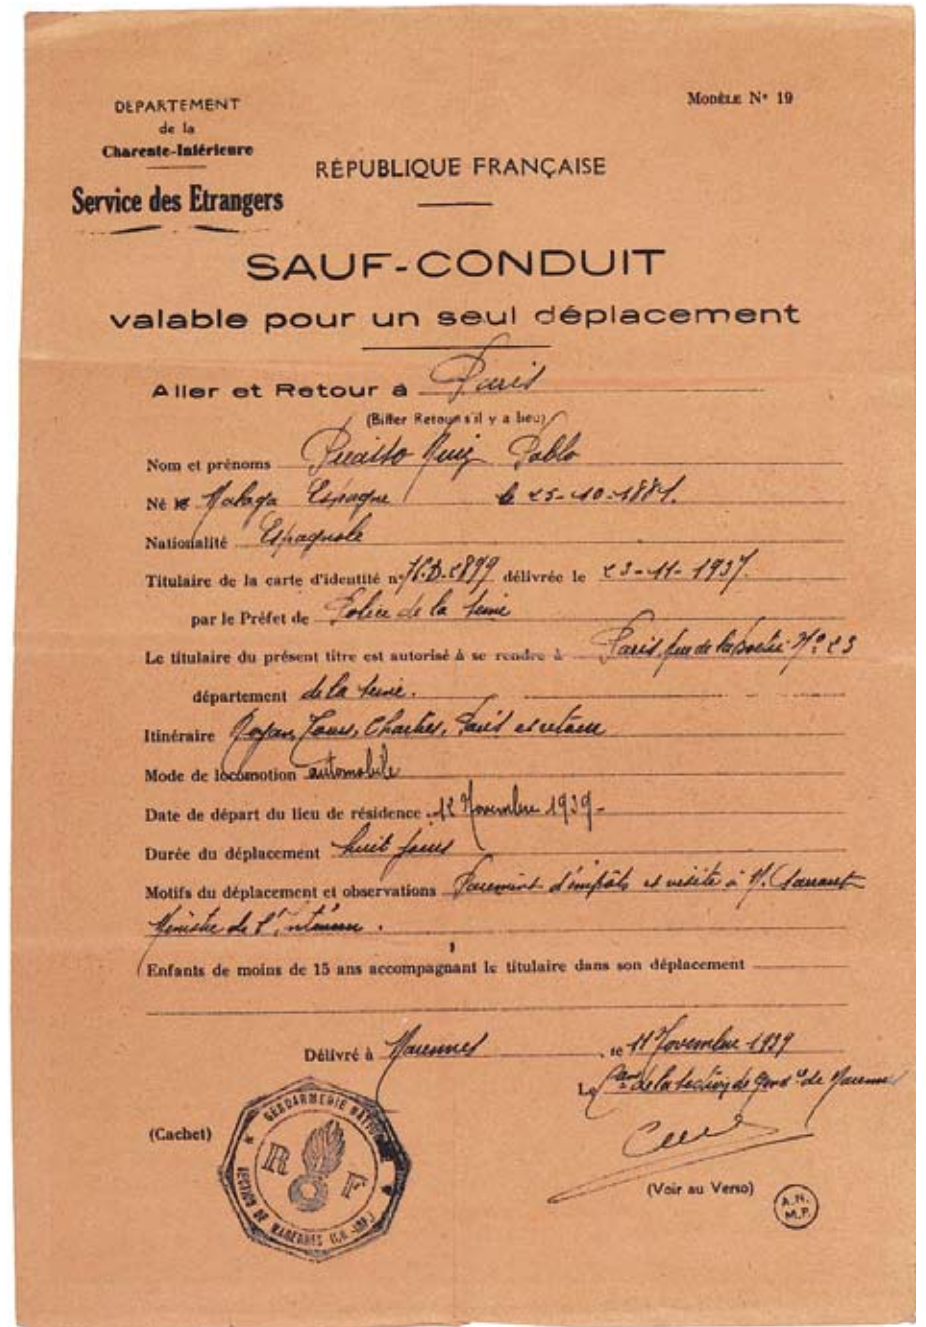 DÉPARTEMENT
de la
Charente-Inférieure
Service des Etrangers
MODÈLE N° 19
RÉPUBLIQUE FRANÇAISE
SAUF-CONDUIT
valable pour un seul déplacement
Aller et Retour à Paris
(Biffer Retour s'il y a lieu)
Nom et prénoms Picasso Ruiz Pablo
Né à Malaga Espagne le 25-10-1881.
Nationalité Espagnole
Titulaire de la carte d'identité n° délivrée le 23-11-1937.
par le Préfet de Police de la Seine
Le titulaire du présent titre est autorisé à se rendre à Paris, rue de la Boëtie N° 23
département de la Seine.
Itinéraire Royan, Tours, Chartres, Paris et retour
Mode de locomotion automobile
Date de départ du lieu de résidence 12 Novembre 1939-
Durée du déplacement huit jours
Motifs du déplacement et observations Paiement d'impôts et visite à M. Sarraut
Ministre de l'Intérieur.
Enfants de moins de 15 ans accompagnant le titulaire dans son déplacement
Délivré à Marennes, le 11 Novembre 1939
Le de la Section de Gend ie de Marennes
(Cachet)
GENDARMERIE NATIONALE
R F
SECTION DE MARENNES (CH.-INF.)
(Voir au Verso)
A.N.
M.P.